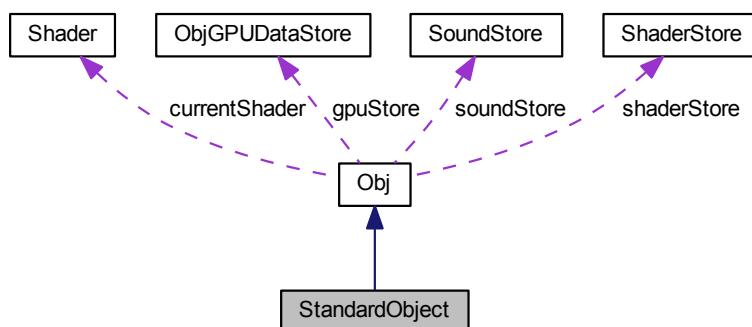 Shader ObjGPUDataStore SoundStore ShaderStore
currentShader gpuStore soundStore shaderStore
Obj
StandardObject